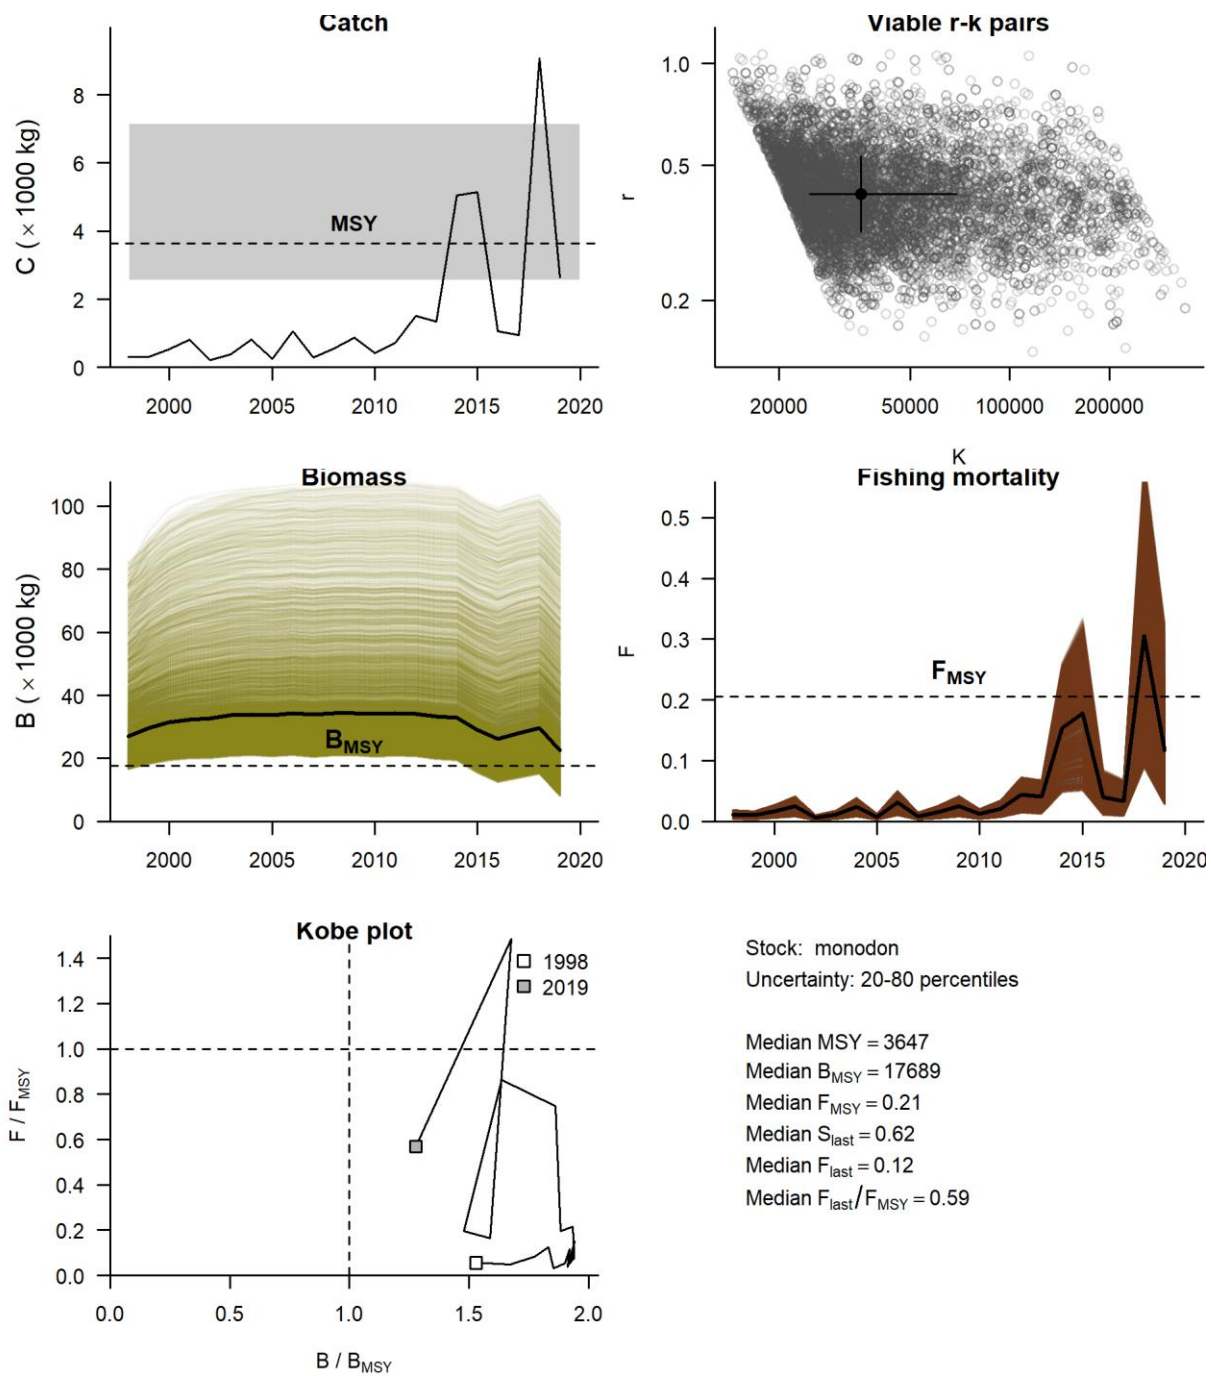 Catch
C ( × 1000 kg)
8
6
4
2
0
MSY
2000 2005 2010 2015 2020
Viable r-k pairs
r
1.0
0.5
0.2
20000 50000 100000 200000
K
Biomass
B ( × 1000 kg)
100
80
60
40
20
0
BMSY
2000 2005 2010 2015 2020
Fishing mortality
F
0.5
0.4
0.3
0.2
0.1
0.0
FMSY
2000 2005 2010 2015 2020
Kobe plot
F / FMSY
1.4
1.2
1.0
0.8
0.6
0.4
0.2
0.0
1998
2019
0.0 0.5 1.0 1.5 2.0
B / BMSY
Stock: monodon
Uncertainty: 20-80 percentiles
Median MSY = 3647
Median BMSY = 17689
Median FMSY = 0.21
Median Slast = 0.62
Median Flast = 0.12
Median Flast/FMSY = 0.59